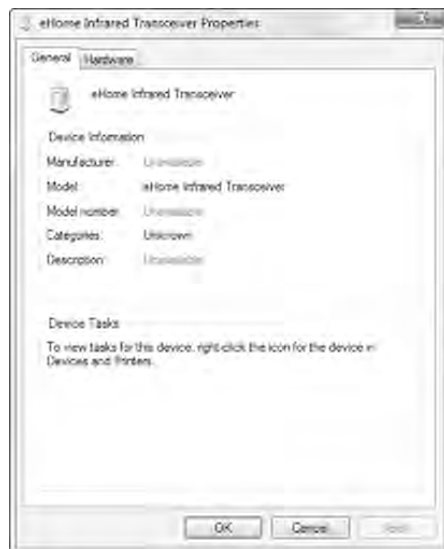 eHome Infrared Transceiver Properties
General Hardware
eHome Infrared Transceiver
Device Information
Manufacturer: Unavailable
Model: eHome Infrared Transceiver
Model number: Unavailable
Categories: Unknown
Description: Unavailable
Device Tasks
To view tasks for this device, right-click the icon for the device in
Devices and Printers.
OK Cancel Apply